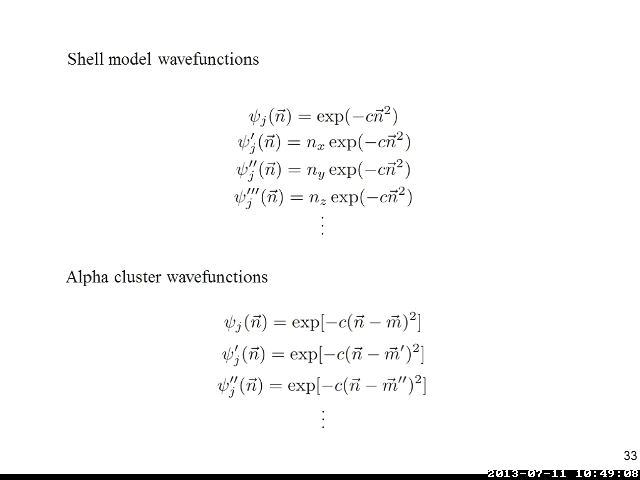 Shell model wavefunctions
ψ_j(n⃗) = exp(−cn⃗²)
ψ′_j(n⃗) = n_x exp(−cn⃗²)
ψ″_j(n⃗) = n_y exp(−cn⃗²)
ψ‴_j(n⃗) = n_z exp(−cn⃗²)
⋮
Alpha cluster wavefunctions
ψ_j(n⃗) = exp[−c(n⃗ − m⃗)²]
ψ′_j(n⃗) = exp[−c(n⃗ − m⃗′)²]
ψ″_j(n⃗) = exp[−c(n⃗ − m⃗″)²]
⋮
33
2013-07-11 10:49:08